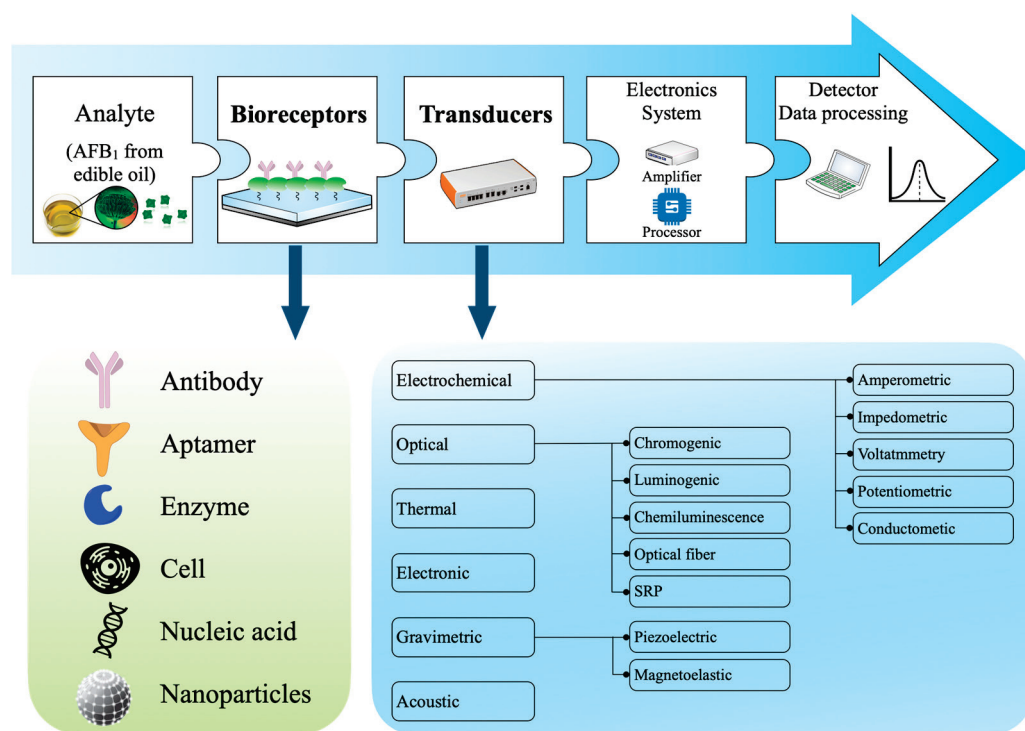 Analyte
(AFB₁ from
edible oil)
Bioreceptors
Transducers
Electronics
System
Amplifier
Processor
Detector
Data processing
Antibody
Aptamer
Enzyme
Cell
Nucleic acid
Nanoparticles
Electrochemical
Optical
Thermal
Electronic
Gravimetric
Acoustic
Chromogenic
Luminogenic
Chemiluminescence
Optical fiber
SRP
Piezoelectric
Magnetoelastic
Amperometric
Impedometric
Voltatmmetry
Potentiometric
Conductometic